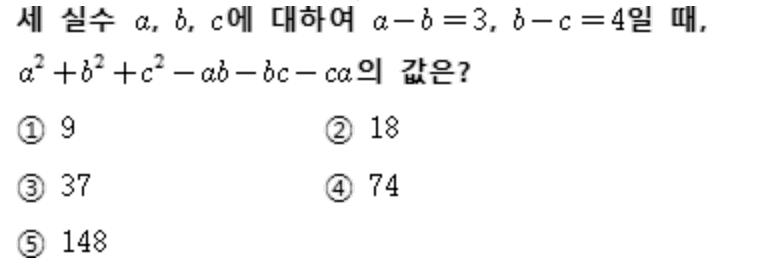 세 실수 a, b, c에 대하여 a-b=3, b-c=4일 때,
a²+b²+c²-ab-bc-ca의 값은?
① 9 ② 18
③ 37 ④ 74
⑤ 148